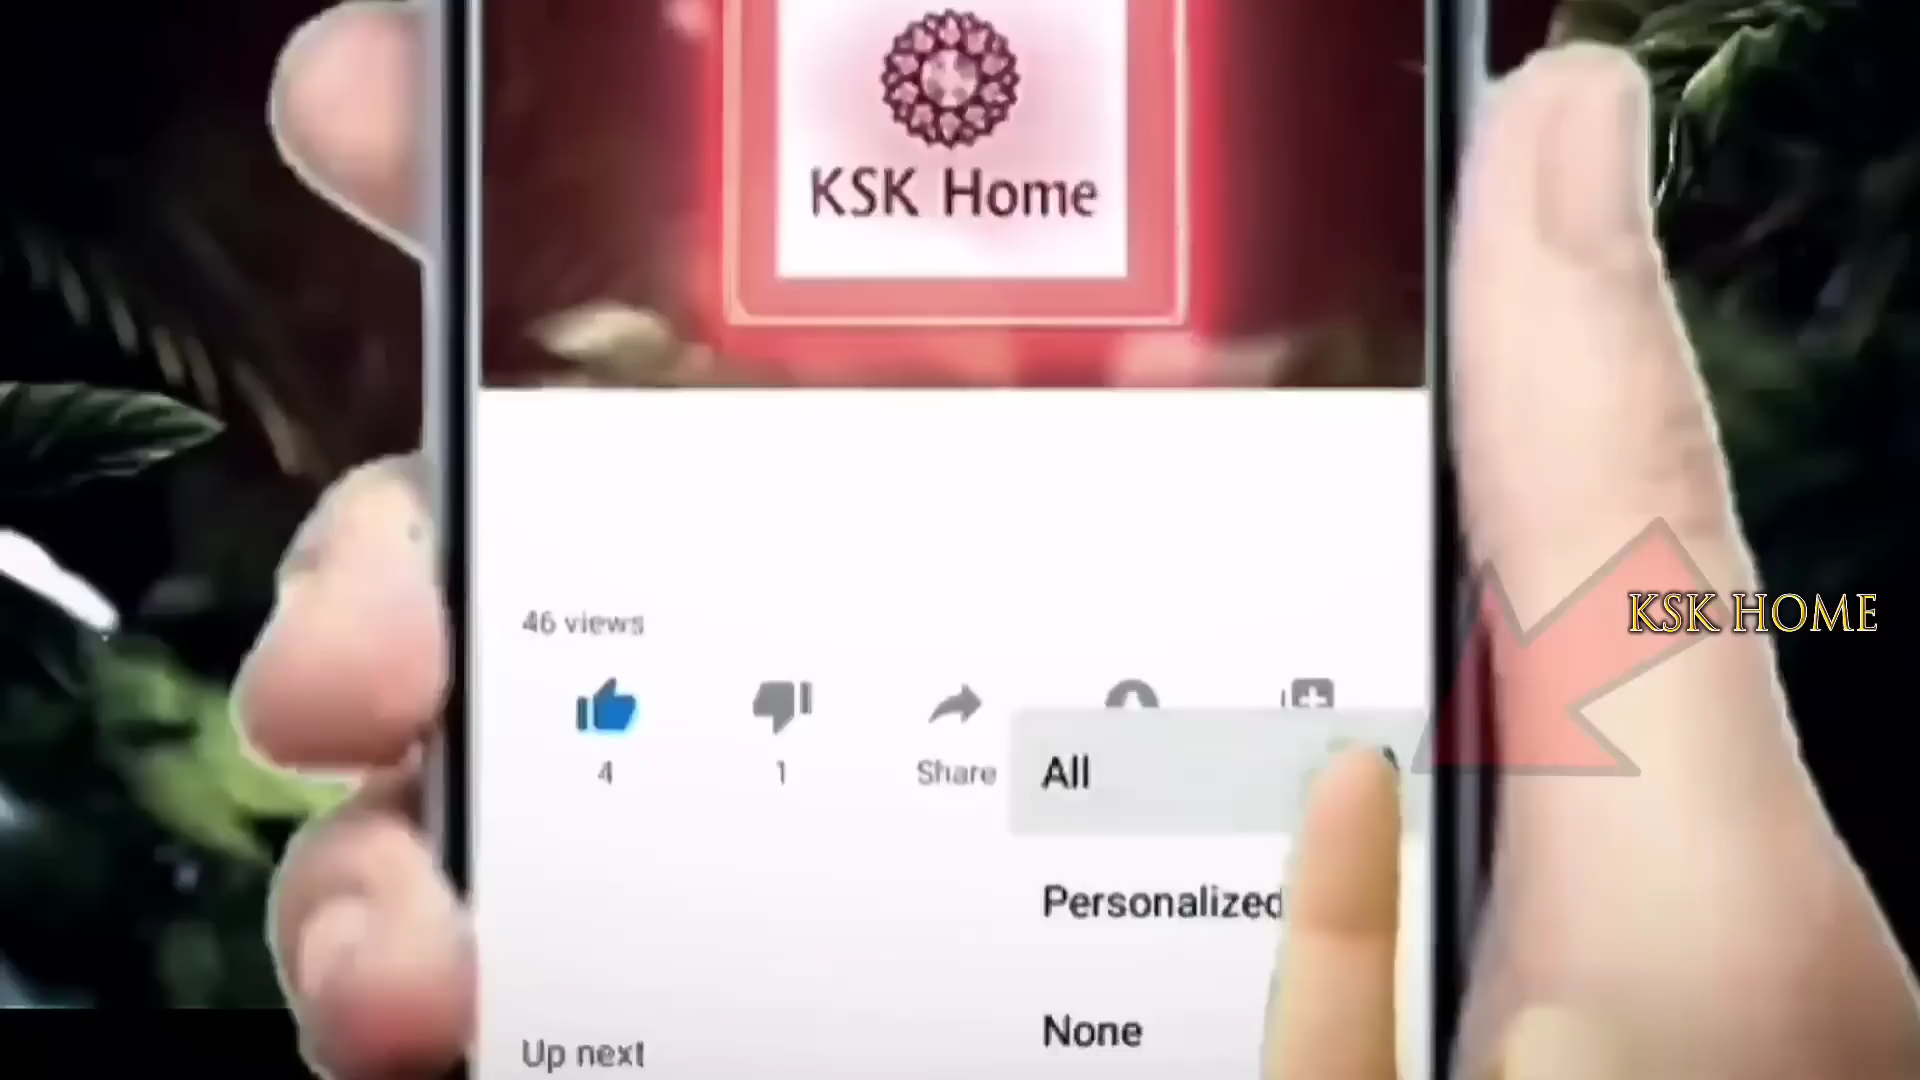 KSK Home
46 views
KSK HOME
4
1
Share
All
Personalized
None
Up next